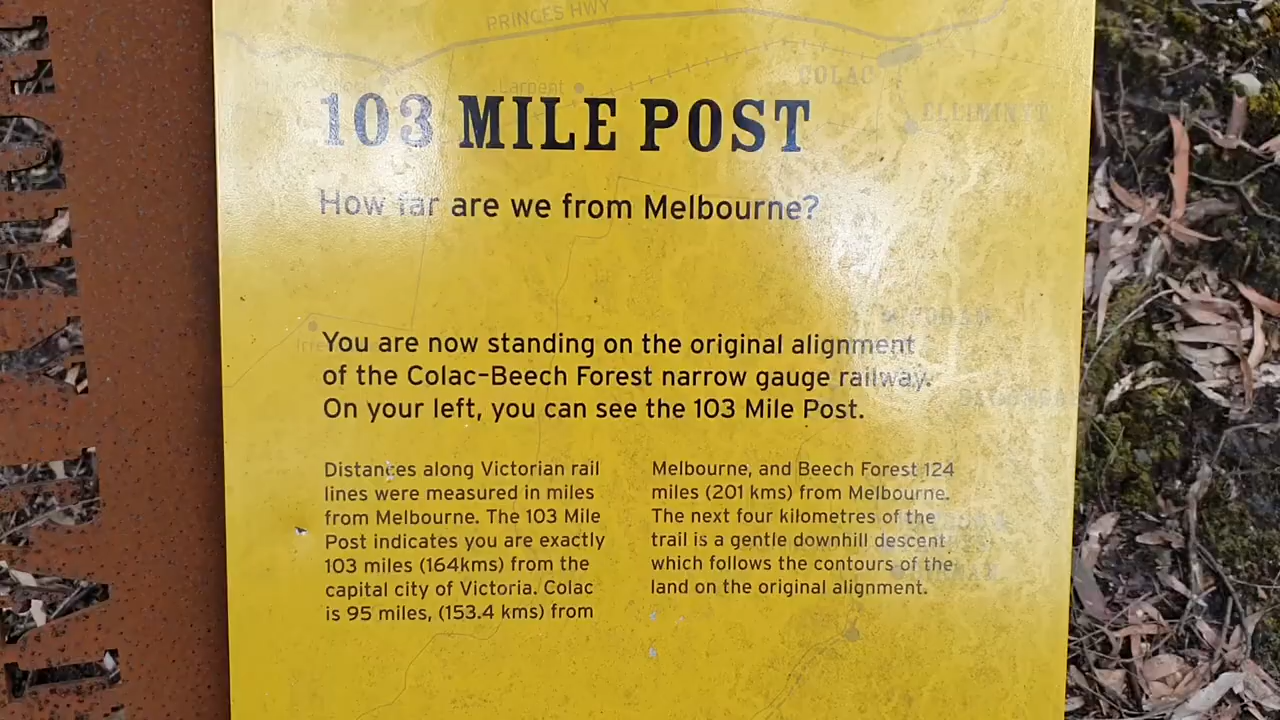 PRINCES HWY
COLAC
Larpent
ELLIMINYT
103 MILE POST
How far are we from Melbourne?
You are now standing on the original alignment
of the Colac–Beech Forest narrow gauge railway.
On your left, you can see the 103 Mile Post.
Distances along Victorian rail
lines were measured in miles
from Melbourne. The 103 Mile
Post indicates you are exactly
103 miles (164kms) from the
capital city of Victoria. Colac
is 95 miles, (153.4 kms) from
Melbourne, and Beech Forest 124
miles (201 kms) from Melbourne.
The next four kilometres of the
trail is a gentle downhill descent
which follows the contours of the
land on the original alignment.